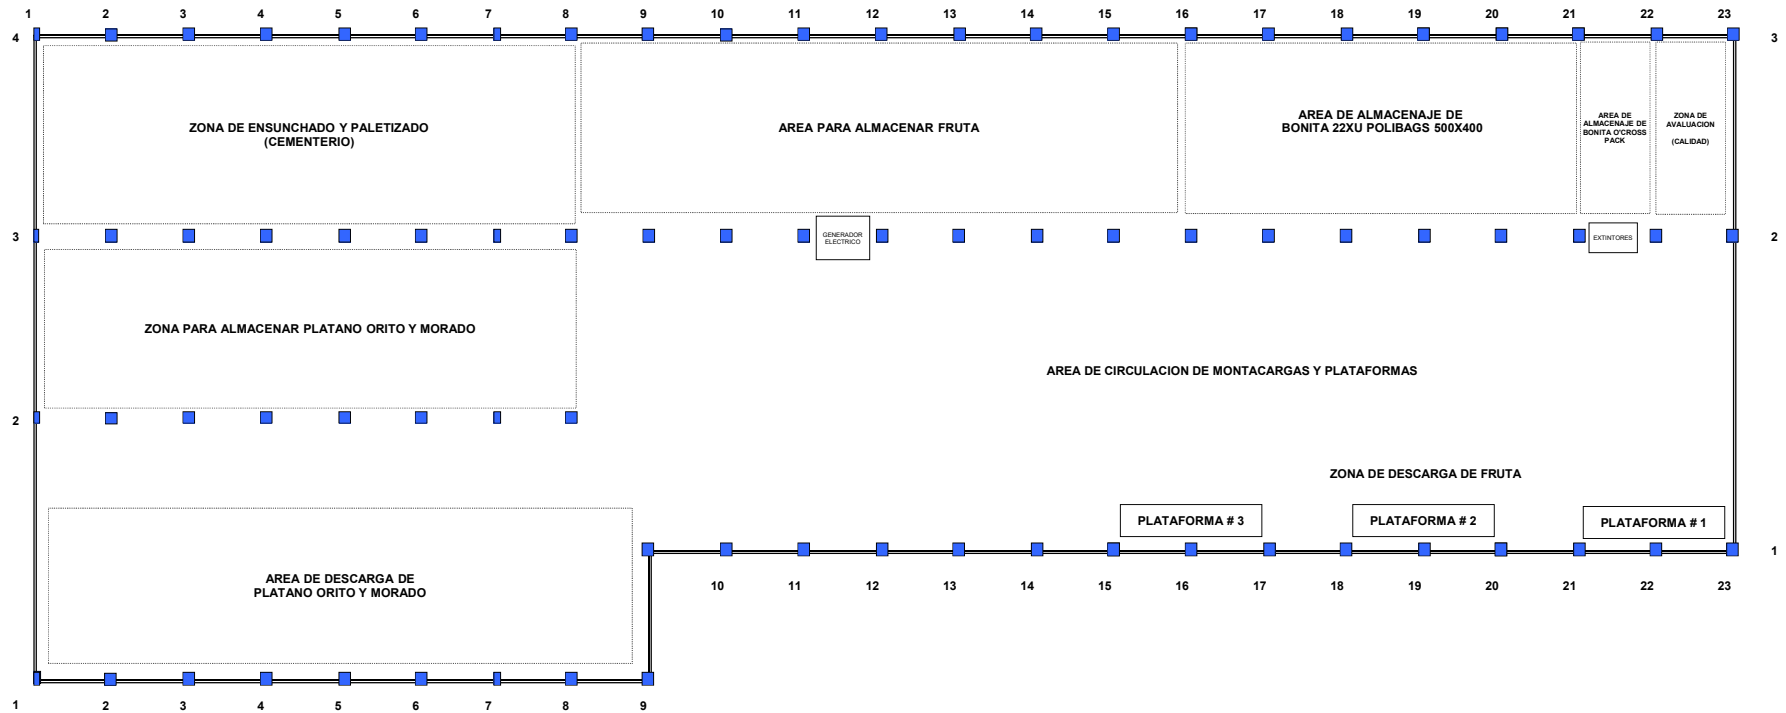 1 2 3 4 5 6 7 8 9 10 11 12 13 14 15 16 17 18 19 20 21 22 23
4 3
ZONA DE ENSUNCHADO Y PALETIZADO
(CEMENTERIO)
AREA PARA ALMACENAR FRUTA
AREA DE ALMACENAJE DE
BONITA 22XU POLIBAGS 500X400
AREA DE
ALMACENAJE DE
BONITA O'CROSS
PACK
ZONA DE
AVALUACION
(CALIDAD)
3 2
GENERADOR
ELECTRICO
EXTINTORES
ZONA PARA ALMACENAR PLATANO ORITO Y MORADO
AREA DE CIRCULACION DE MONTACARGAS Y PLATAFORMAS
2
ZONA DE DESCARGA DE FRUTA
PLATAFORMA # 3
PLATAFORMA # 2
PLATAFORMA # 1
1
AREA DE DESCARGA DE
PLATANO ORITO Y MORADO
10 11 12 13 14 15 16 17 18 19 20 21 22 23
1 2 3 4 5 6 7 8 9